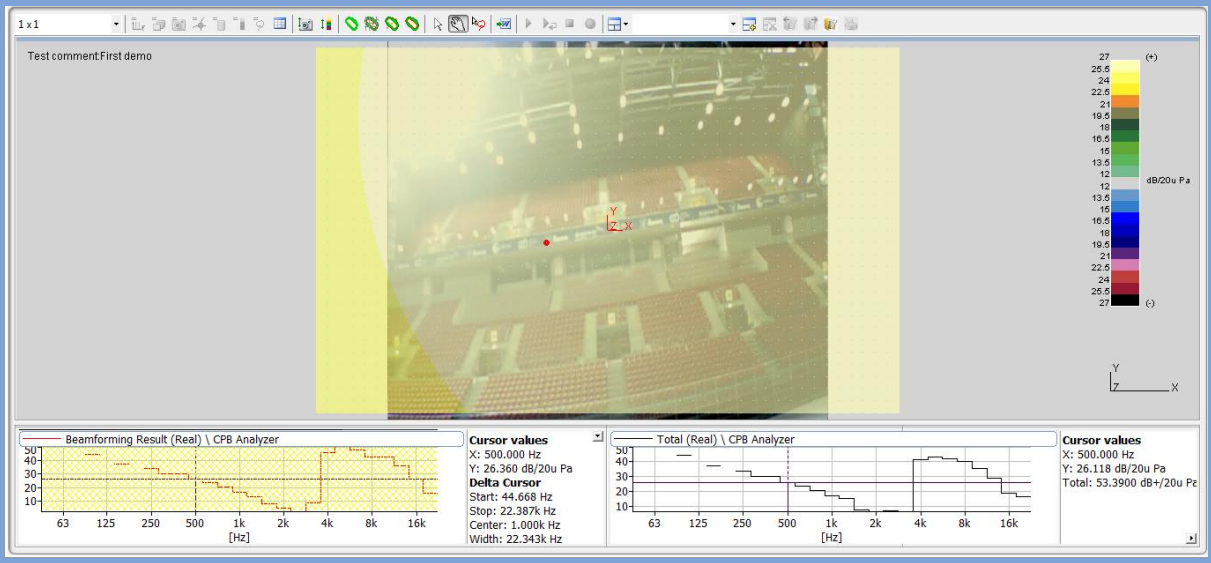 1 x 1
Test comment:First demo
27 (+)
25.5
24
22.5
21
19.5
18
16.5
15
13.5
12
dB/20u Pa
12
13.5
15
16.5
18
19.5
21
22.5
24
25.5
27 (-)
Y
Z X
Y
Z X
Beamforming Result (Real) \ CPB Analyzer
50
40
30
20
10
63 125 250 500 1k 2k 4k 8k 16k
[Hz]
Cursor values
X: 500.000 Hz
Y: 26.360 dB/20u Pa
Delta Cursor
Start: 44.668 Hz
Stop: 22.387k Hz
Center: 1.000k Hz
Width: 22.343k Hz
Total (Real) \ CPB Analyzer
50
40
30
20
10
63 125 250 500 1k 2k 4k 8k 16k
[Hz]
Cursor values
X: 500.000 Hz
Y: 26.118 dB/20u Pa
Total: 53.3900 dB+/20u Pa